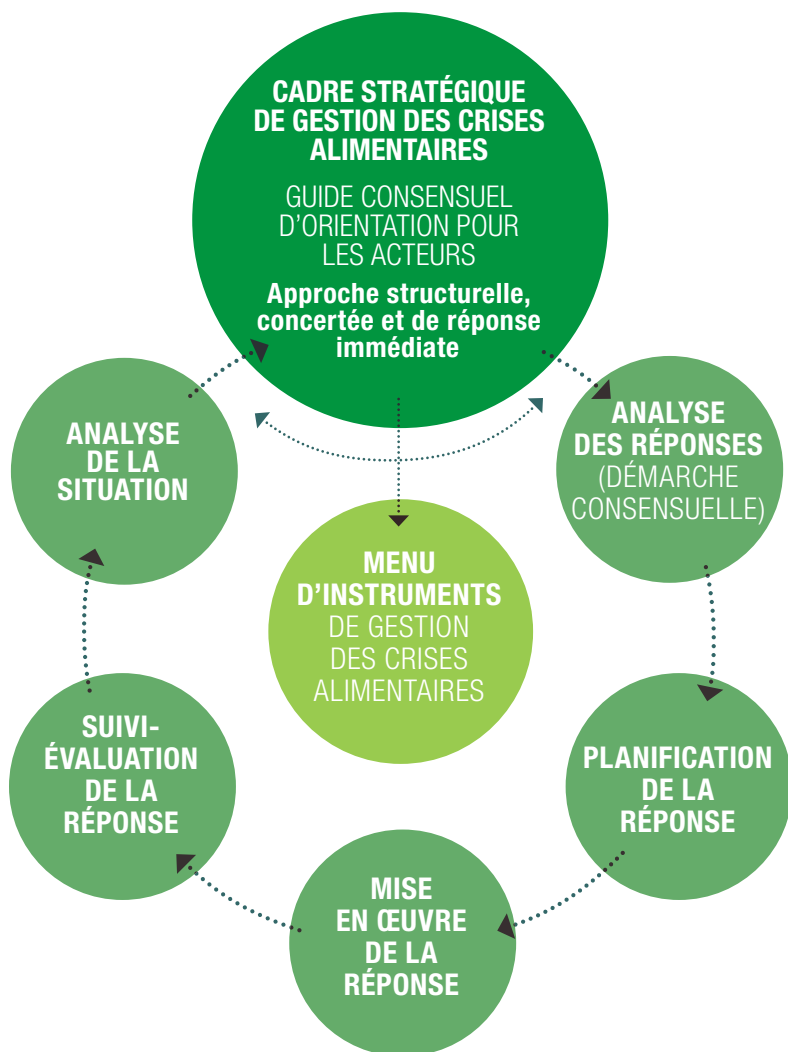 CADRE STRATÉGIQUE
DE GESTION DES CRISES
ALIMENTAIRES
GUIDE CONSENSUEL
D'ORIENTATION POUR
LES ACTEURS
Approche structurelle,
concertée et de réponse
immédiate
ANALYSE
DE LA
SITUATION
ANALYSE
DES RÉPONSES
(DÉMARCHE
CONSENSUELLE)
MENU
D'INSTRUMENTS
DE GESTION
DES CRISES
ALIMENTAIRES
SUIVI-
ÉVALUATION
DE LA
RÉPONSE
PLANIFICATION
DE LA
RÉPONSE
MISE
EN ŒUVRE
DE LA
RÉPONSE